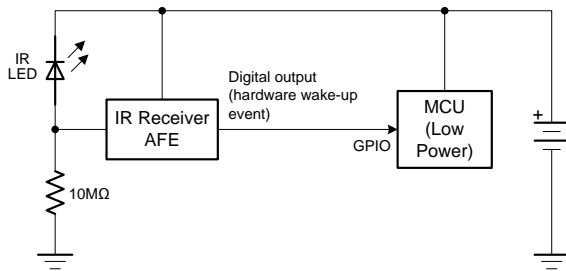 IR
LED
Digital output
(hardware wake-up
event)
IR Receiver
AFE
MCU
(Low
Power)
GPIO
10MΩ
+